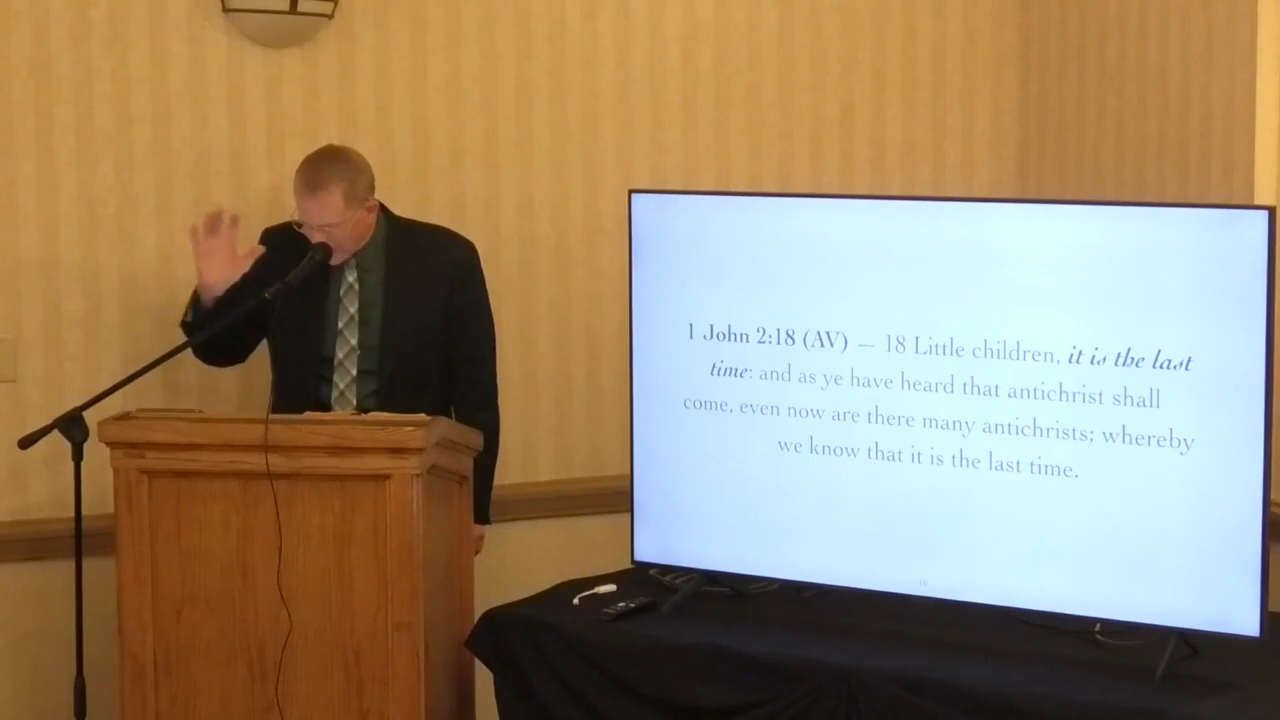 1 John 2:18 (AV) — 18 Little children, it is the last
time: and as ye have heard that antichrist shall
come, even now are there many antichrists; whereby
we know that it is the last time.